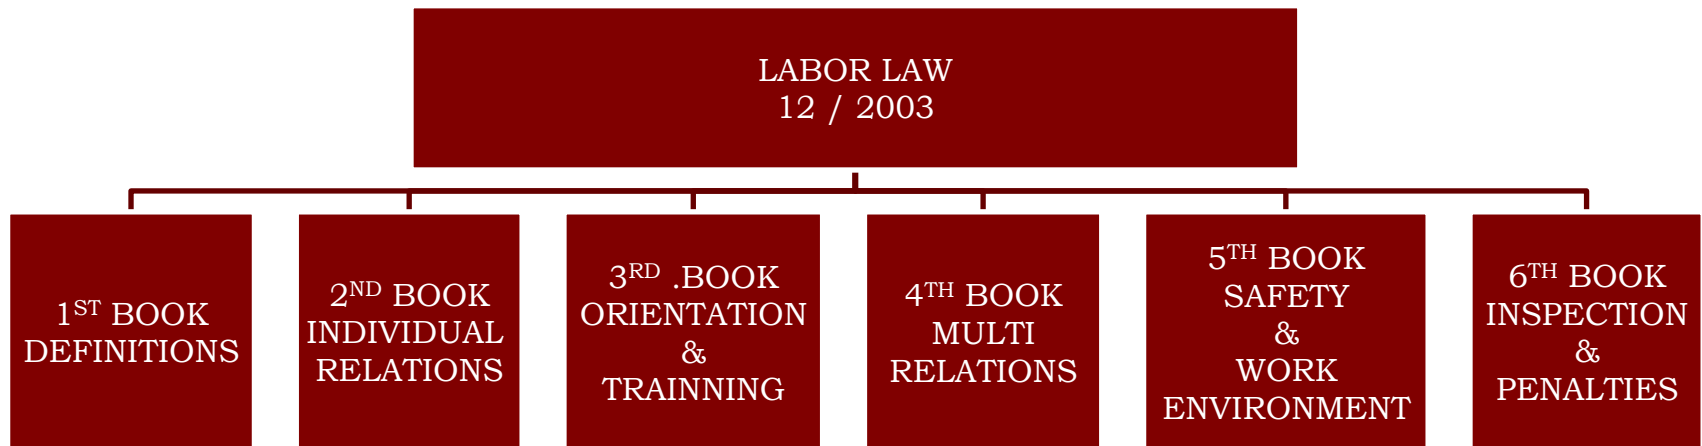 LABOR LAW
12 / 2003
1ST BOOK
DEFINITIONS
2ND BOOK
INDIVIDUAL
RELATIONS
3RD .BOOK
ORIENTATION
&
TRAINNING
4TH BOOK
MULTI
RELATIONS
5TH BOOK
SAFETY
&
WORK
ENVIRONMENT
6TH BOOK
INSPECTION
&
PENALTIES